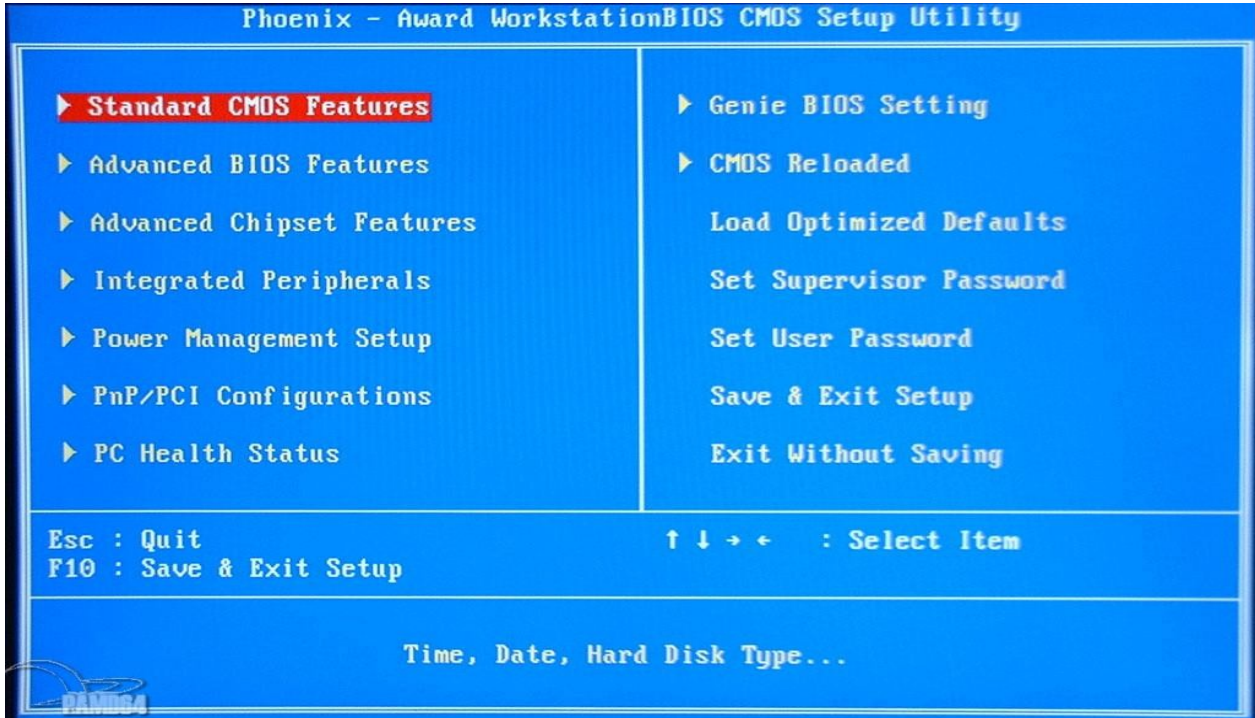 Phoenix - Award WorkstationBIOS CMOS Setup Utility
Standard CMOS Features
Advanced BIOS Features
Advanced Chipset Features
Integrated Peripherals
Power Management Setup
PnP/PCI Configurations
PC Health Status
Genie BIOS Setting
CMOS Reloaded
Load Optimized Defaults
Set Supervisor Password
Set User Password
Save & Exit Setup
Exit Without Saving
Esc : Quit
F10 : Save & Exit Setup
↑ ↓ → ← : Select Item
Time, Date, Hard Disk Type...
PAMD64